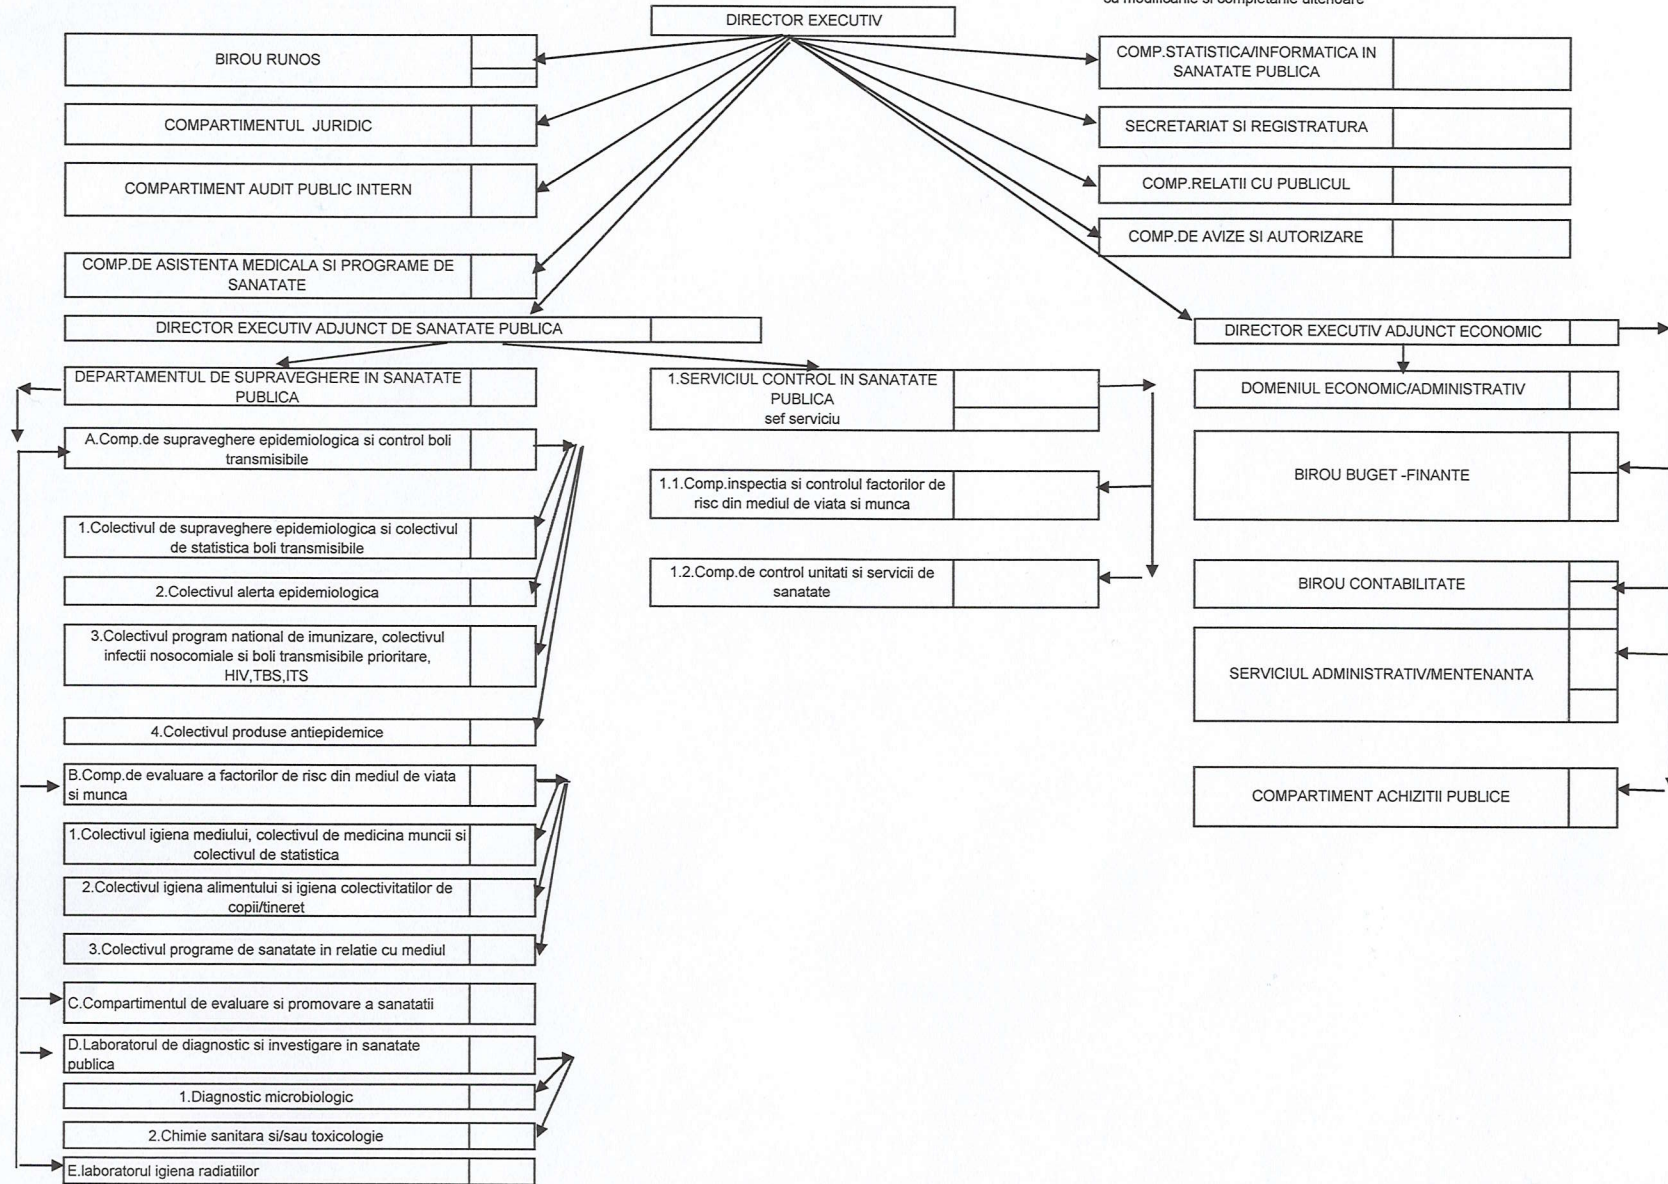 cu modificarile si completarile ulterioare
DIRECTOR EXECUTIV
BIROU RUNOS
COMPARTIMENTUL JURIDIC
COMPARTIMENT AUDIT PUBLIC INTERN
COMP.DE ASISTENTA MEDICALA SI PROGRAME DE
SANATATE
COMP.STATISTICA/INFORMATICA IN
SANATATE PUBLICA
SECRETARIAT SI REGISTRATURA
COMP.RELATII CU PUBLICUL
COMP.DE AVIZE SI AUTORIZARE
DIRECTOR EXECUTIV ADJUNCT DE SANATATE PUBLICA
DIRECTOR EXECUTIV ADJUNCT ECONOMIC
DEPARTAMENTUL DE SUPRAVEGHERE IN SANATATE
PUBLICA
A.Comp.de supraveghere epidemiologica si control boli
transmisibile
1.Colectivul de supraveghere epidemiologica si colectivul
de statistica boli transmisibile
2.Colectivul alerta epidemiologica
3.Colectivul program national de imunizare, colectivul
infectii nosocomiale si boli transmisibile prioritare,
HIV,TBS,ITS
4.Colectivul produse antiepidemice
B.Comp.de evaluare a factorilor de risc din mediul de viata
si munca
1.Colectivul igiena mediului, colectivul de medicina muncii si
colectivul de statistica
2.Colectivul igiena alimentului si igiena colectivitatilor de
copii/tineret
3.Colectivul programe de sanatate in relatie cu mediul
C.Compartimentul de evaluare si promovare a sanatatii
D.Laboratorul de diagnostic si investigare in sanatate
publica
1.Diagnostic microbiologic
2.Chimie sanitara si/sau toxicologie
E.laboratorul igiena radiatiilor
1.SERVICIUL CONTROL IN SANATATE
PUBLICA
sef serviciu
1.1.Comp.inspectia si controlul factorilor de
risc din mediul de viata si munca
1.2.Comp.de control unitati si servicii de
sanatate
DOMENIUL ECONOMIC/ADMINISTRATIV
BIROU BUGET -FINANTE
BIROU CONTABILITATE
SERVICIUL ADMINISTRATIV/MENTENANTA
COMPARTIMENT ACHIZITII PUBLICE